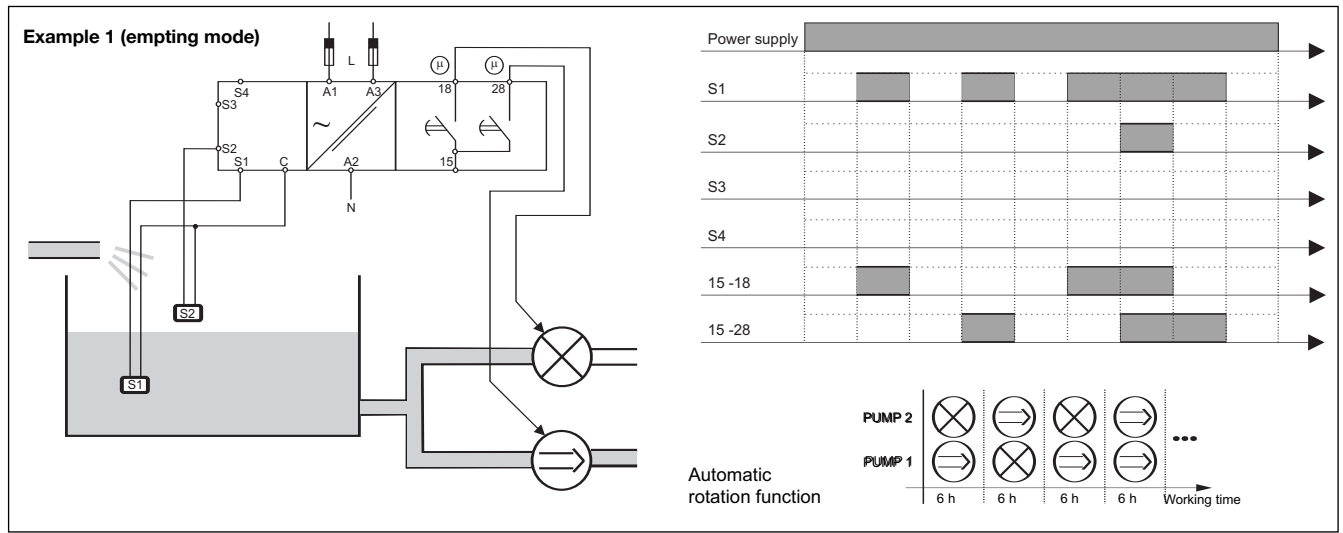 Example 1 (empting mode)
L
μ
μ
S4
A1
A3
18
28
S3
~
S2
S1
C
A2
15
N
S2
S1
Power supply
S1
S2
S3
S4
15 -18
15 -28
PUMP 2
PUMP 1
...
Automatic
rotation function
6 h
6 h
6 h
6 h
Working time